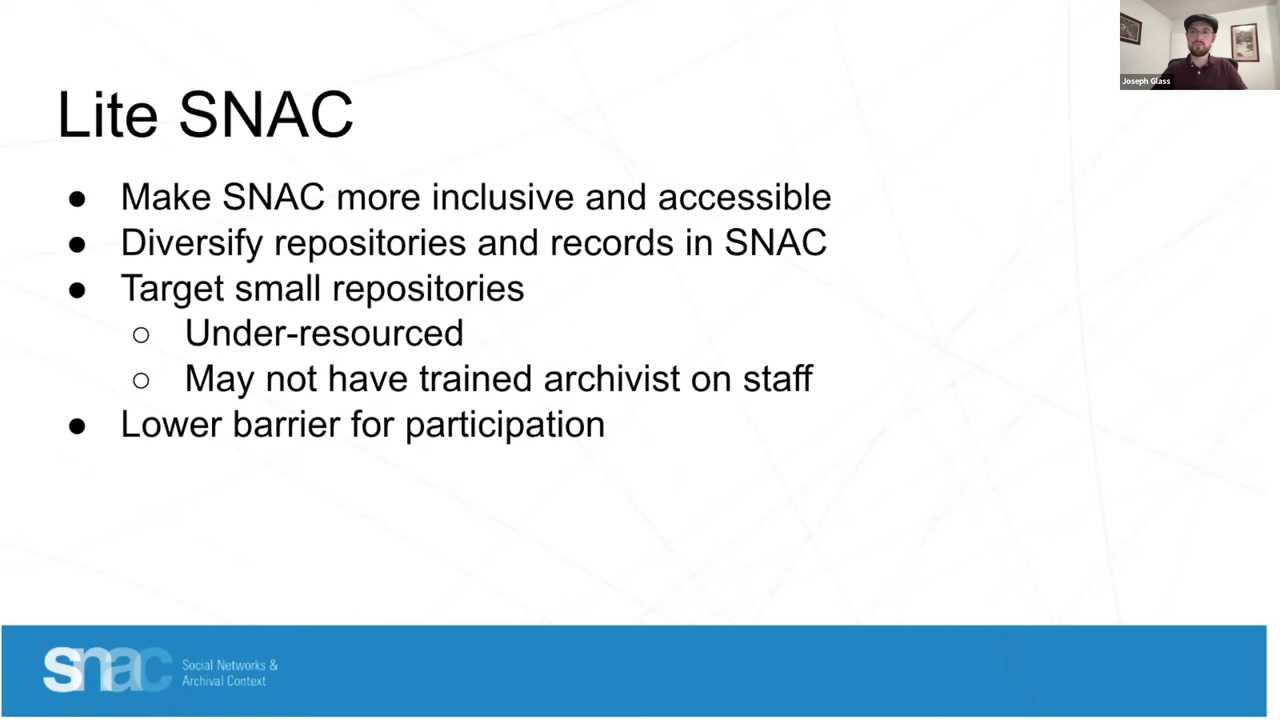 Joseph Glass
Lite SNAC
● Make SNAC more inclusive and accessible
● Diversify repositories and records in SNAC
● Target small repositories
○ Under-resourced
○ May not have trained archivist on staff
● Lower barrier for participation
snac
Social Networks &
Archival Context